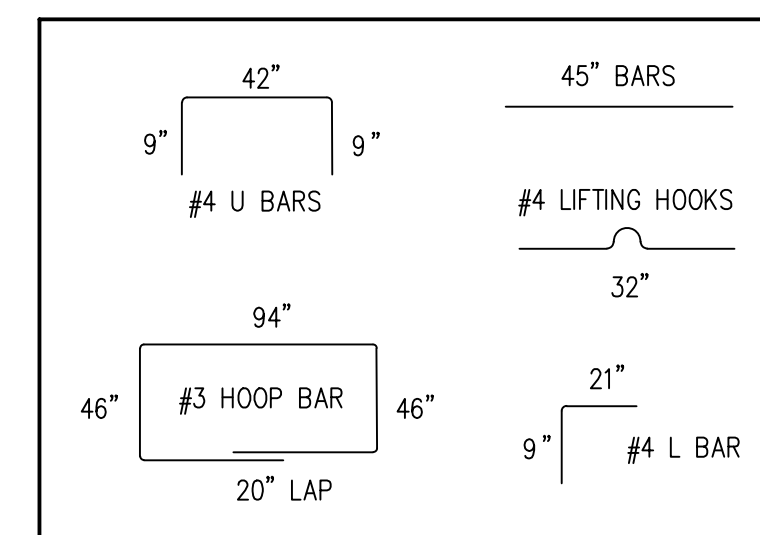 42”
9”
9”
#4 U BARS
45” BARS
#4 LIFTING HOOKS
32”
94”
46”
#3 HOOP BAR
46”
20” LAP
21”
9”
#4 L BAR